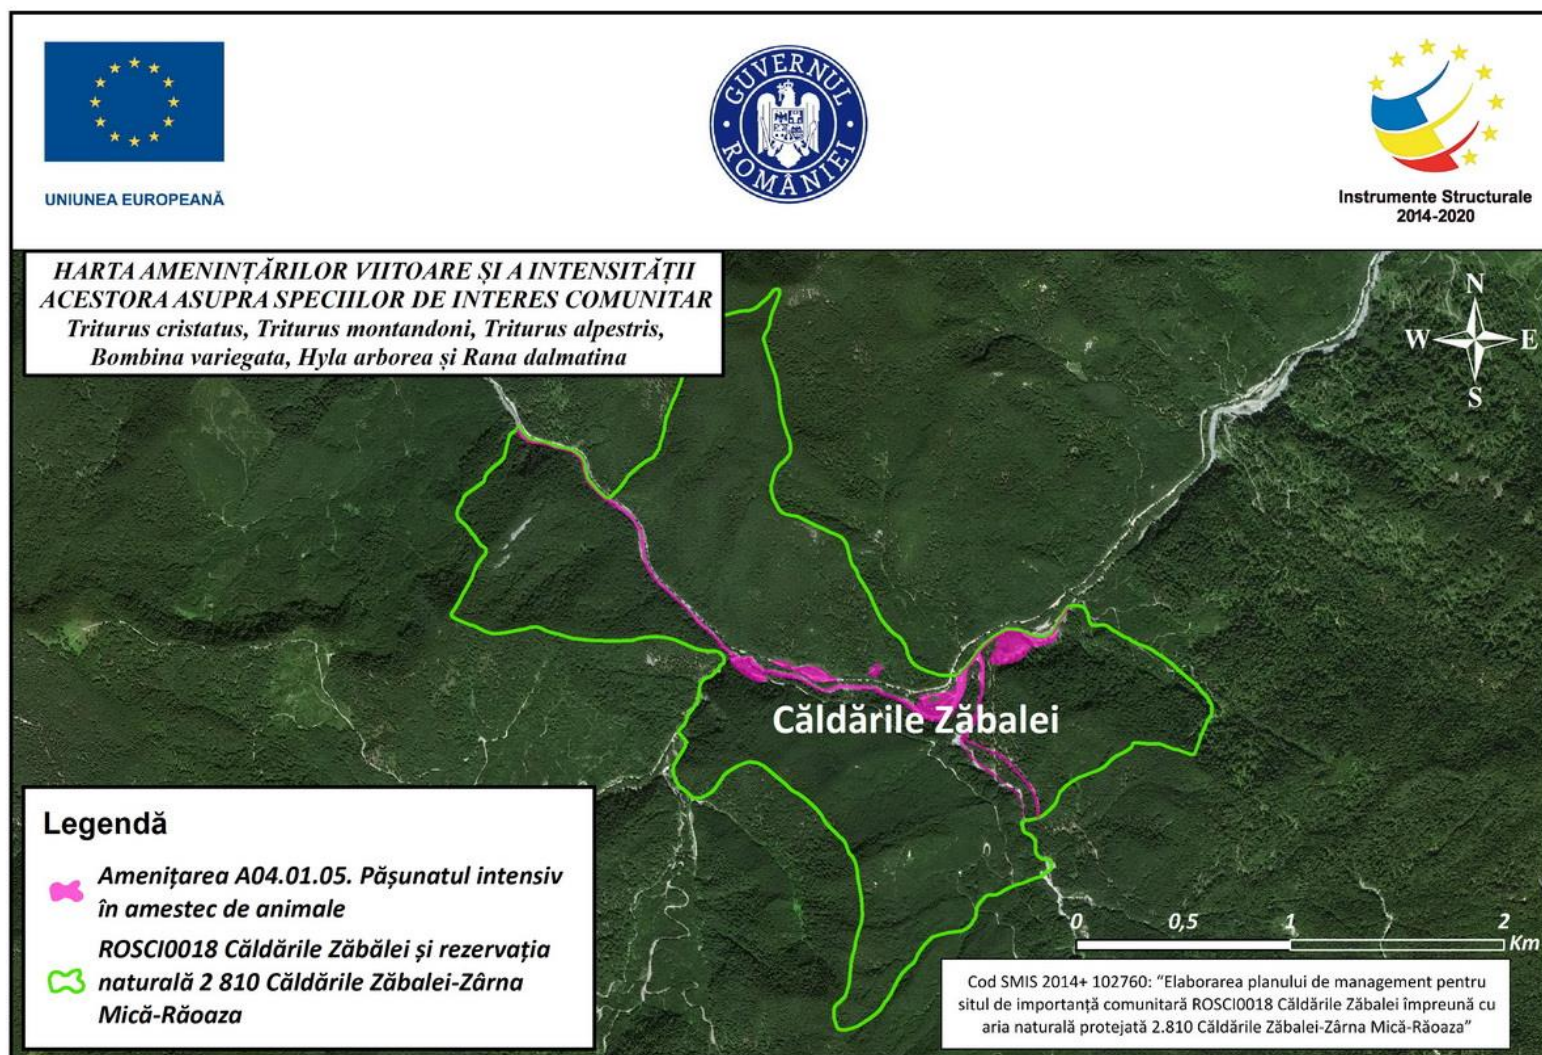 UNIUNEA EUROPEANĂ
GUVERNUL ROMÂNIEI
Instrumente Structurale
2014-2020
HARTA AMENINȚĂRILOR VIITOARE ȘI A INTENSITĂȚII
ACESTORA ASUPRA SPECIILOR DE INTERES COMUNITAR
Triturus cristatus, Triturus montandoni, Triturus alpestris,
Bombina variegata, Hyla arborea și Rana dalmatina
N
W
E
S
Căldările Zăbalei
Legendă
Amenițarea A04.01.05. Pășunatul intensiv
în amestec de animale
ROSCI0018 Căldările Zăbălei și rezervația
naturală 2 810 Căldările Zăbalei-Zârna
Mică-Răoaza
0 0,5 1 2
Km
Cod SMIS 2014+ 102760: “Elaborarea planului de management pentru
situl de importanță comunitară ROSCI0018 Căldările Zăbalei împreună cu
aria naturală protejată 2.810 Căldările Zăbalei-Zârna Mică-Răoaza”